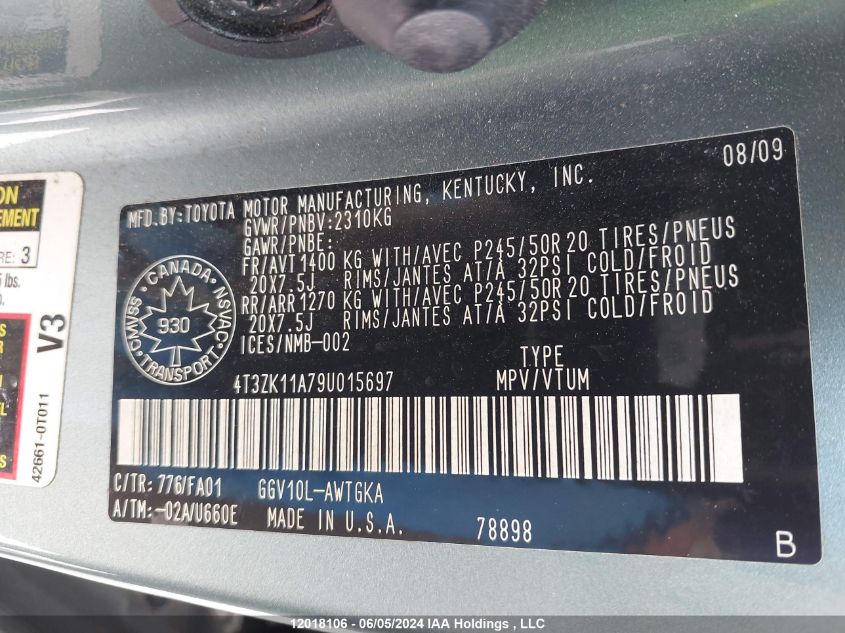 08/09
MFD.BY:TOYOTA MOTOR MANUFACTURING, KENTUCKY, INC.
GVWR/PNBV:2310KG
GAWR/PNBE:
FR/AVT 1400 KG WITH/AVEC P245/50R20 TIRES/PNEUS
20X7.5J RIMS/JANTES AT/A 32PSI COLD/FROID
RR/ARR 1270 KG WITH/AVEC P245/50R20 TIRES/PNEUS
20X7.5J RIMS/JANTES AT/A 32PSI COLD/FROID
ICES/NMB-002
CANADA
CMVSS NSVAC
930
TRANSPORT
TYPE
4T3ZK11A79U015697 MPV/VTUM
C/TR: 776/FA01 GGV10L-AWTGKA
A/TM:-02A/U660E MADE IN U.S.A. 78898
B
ON
EMENT
RE: 3
lbs.
V3
42661-0T011
12018106 - 06/05/2024 IAA Holdings , LLC